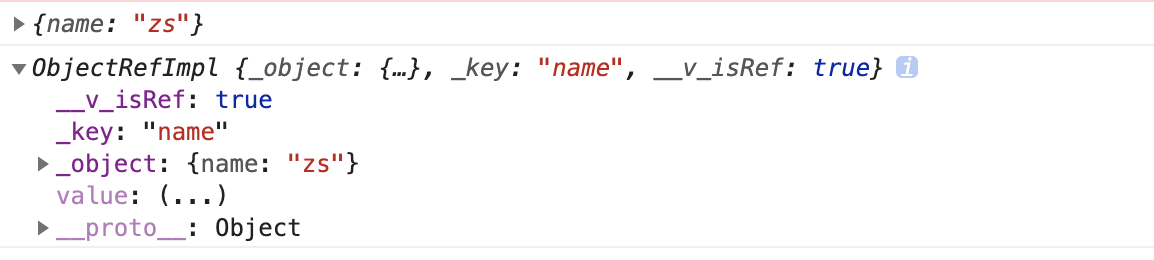 ▶{name: "zs"}
▼ObjectRefImpl {_object: {…}, _key: "name", __v_isRef: true} i
__v_isRef: true
_key: "name"
▶_object: {name: "zs"}
value: (...)
▶__proto__: Object